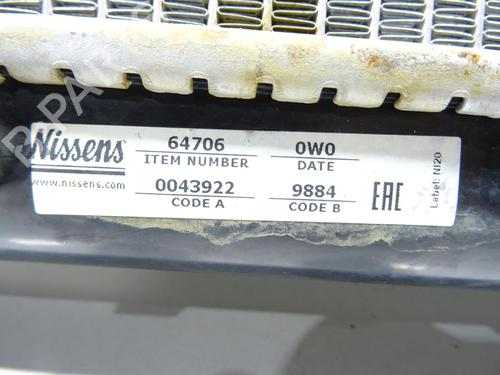 Nissens 64706 0W0
ITEM NUMBER DATE
www.nissens.com 0043922 9884 EAC
CODE A CODE B
Label: NI20